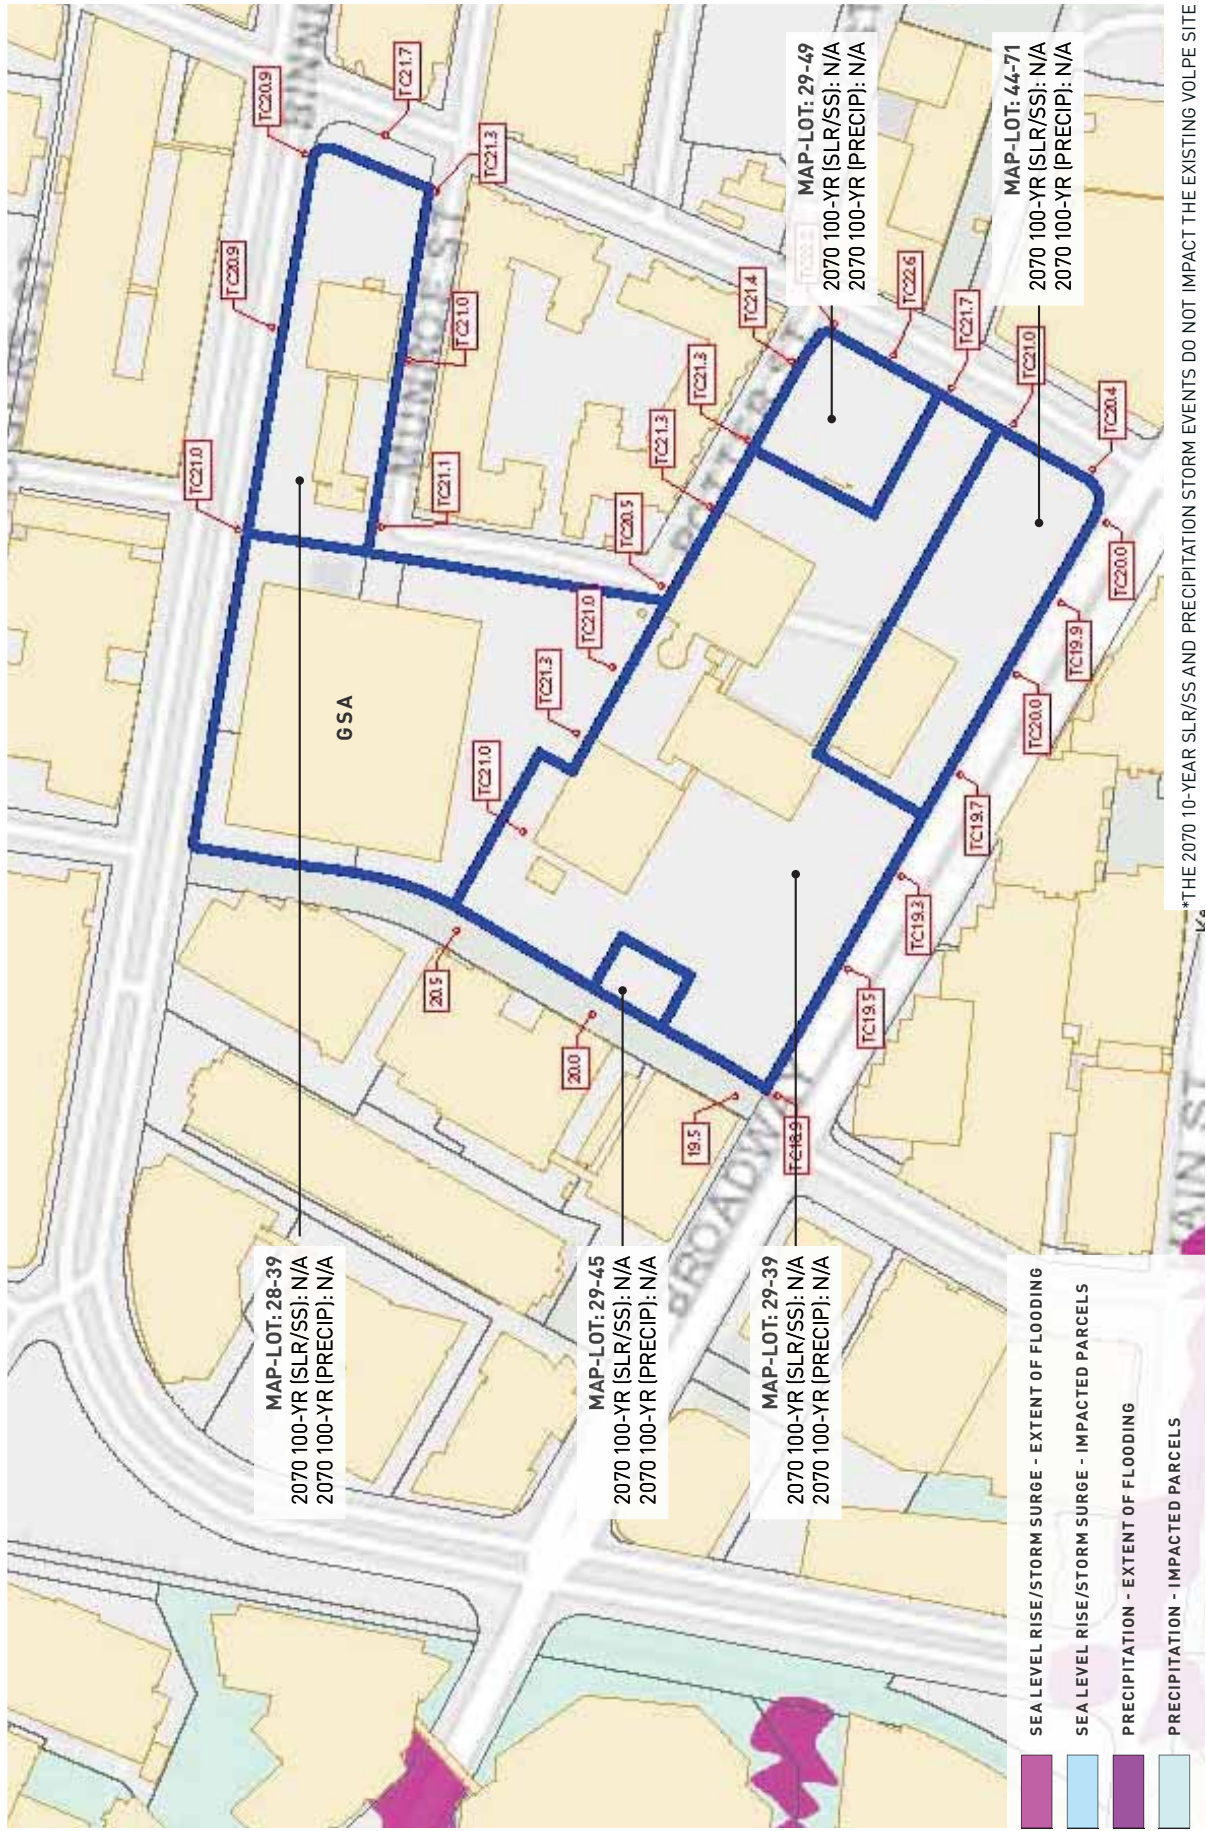 BINN
MUNROE ST
POTTER ST
BROADWAY
AIN ST
TC20.9
TC21.7
TC21.3
TC20.9
TC21.0
TC21.0
TC21.1
GSA
TC21.4
TC21.3
TC21.3
TC20.5
TC21.0
TC21.3
TC21.0
20.5
20.0
19.5
TC18.9
TC19.5
TC19.3
TC19.7
TC20.0
TC19.9
TC20.0
TC20.4
TC21.0
TC21.7
TC22.6
MAP-LOT: 28-39
2070 100-YR (SLR/SS): N/A
2070 100-YR (PRECIP): N/A
MAP-LOT: 29-45
2070 100-YR (SLR/SS): N/A
2070 100-YR (PRECIP): N/A
MAP-LOT: 29-39
2070 100-YR (SLR/SS): N/A
2070 100-YR (PRECIP): N/A
MAP-LOT: 29-49
2070 100-YR (SLR/SS): N/A
2070 100-YR (PRECIP): N/A
MAP-LOT: 44-71
2070 100-YR (SLR/SS): N/A
2070 100-YR (PRECIP): N/A
SEA LEVEL RISE/STORM SURGE - EXTENT OF FLOODING
SEA LEVEL RISE/STORM SURGE - IMPACTED PARCELS
PRECIPITATION - EXTENT OF FLOODING
PRECIPITATION - IMPACTED PARCELS
*THE 2070 10-YEAR SLR/SS AND PRECIPITATION STORM EVENTS DO NOT IMPACT THE EXISTING VOLPE SITE